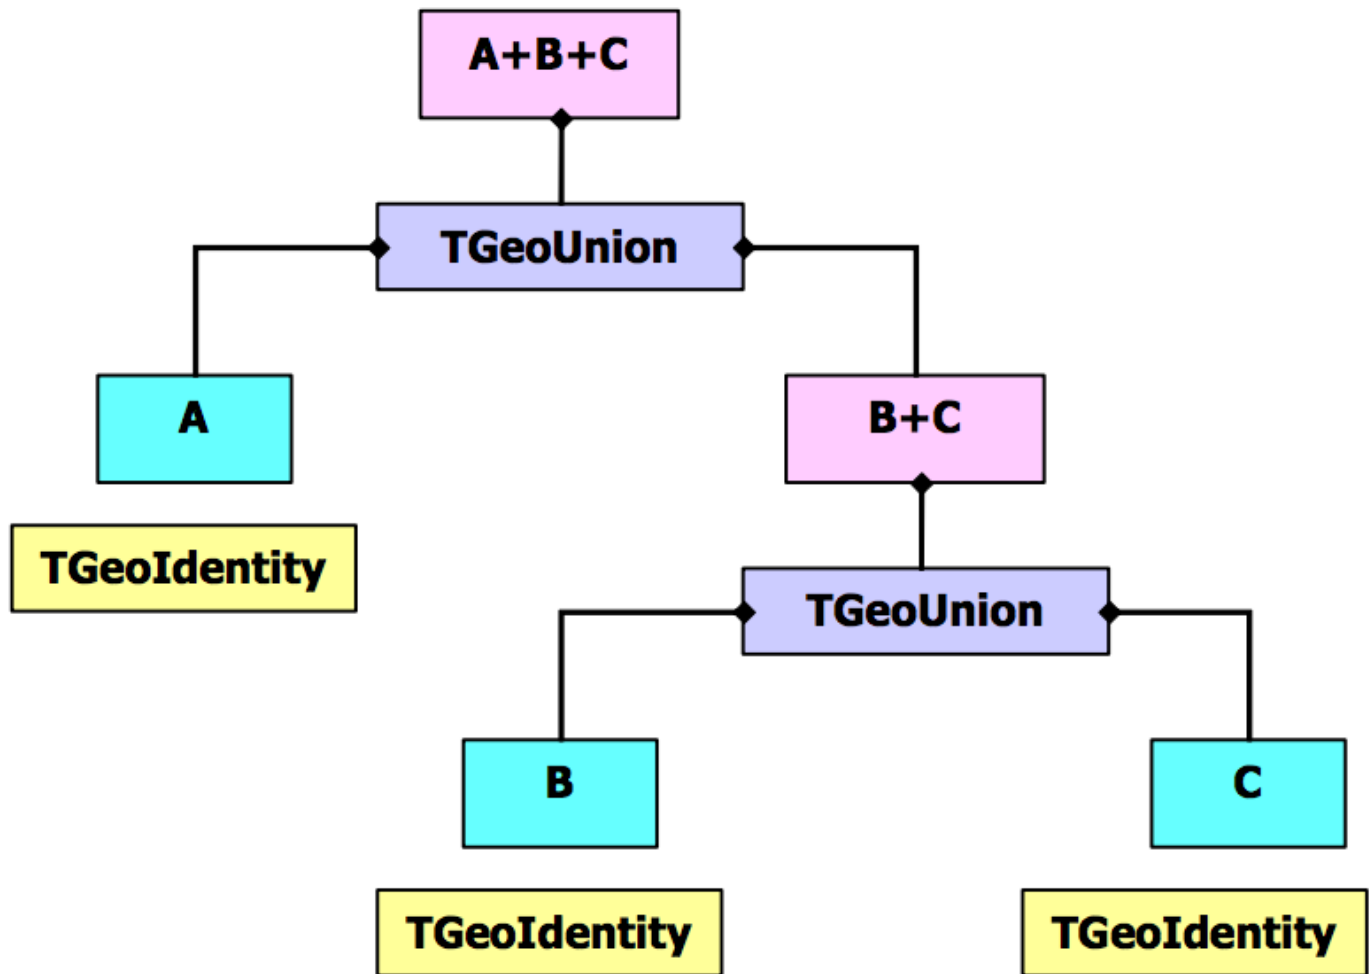 A+B+C
TGeoUnion
A
B+C
TGeoIdentity
TGeoUnion
B
C
TGeoIdentity
TGeoIdentity